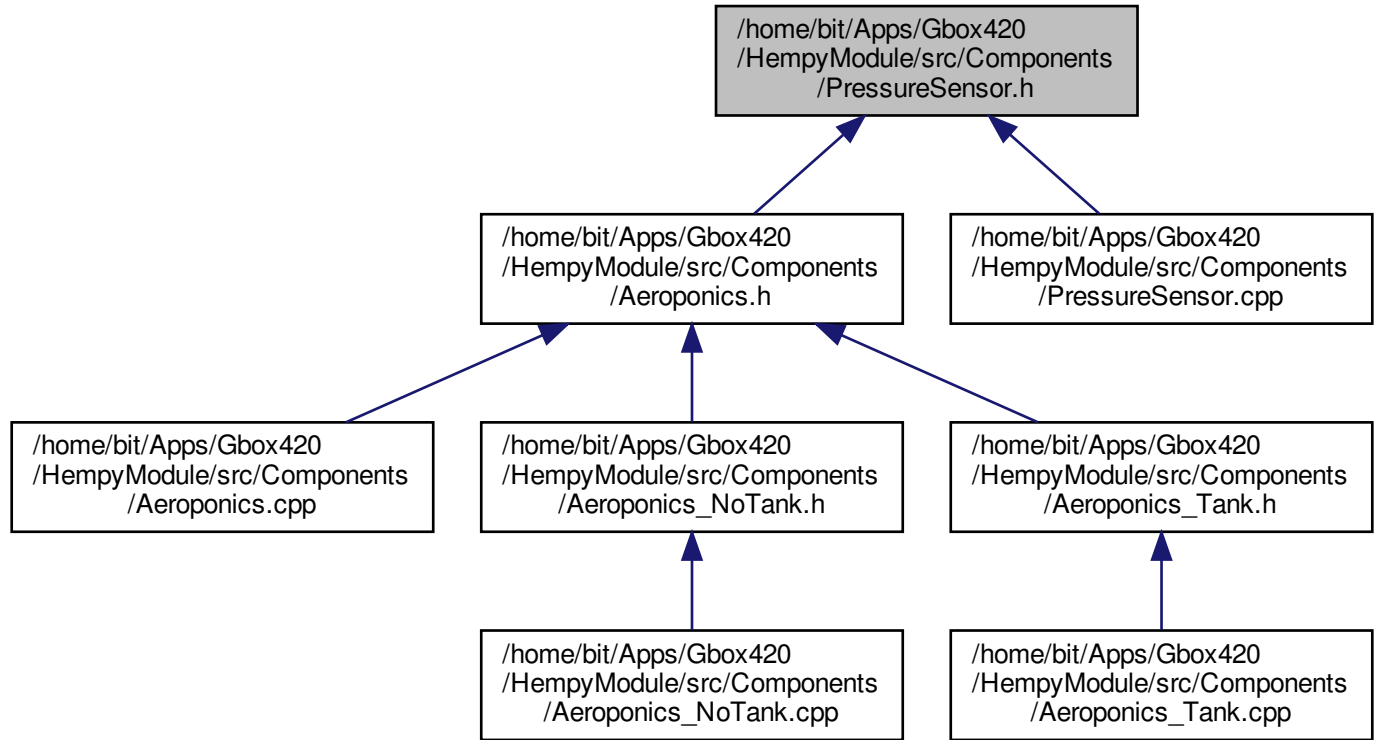 /home/bit/Apps/Gbox420
/HempyModule/src/Components
/PressureSensor.h
/home/bit/Apps/Gbox420
/HempyModule/src/Components
/Aeroponics.h
/home/bit/Apps/Gbox420
/HempyModule/src/Components
/PressureSensor.cpp
/home/bit/Apps/Gbox420
/HempyModule/src/Components
/Aeroponics.cpp
/home/bit/Apps/Gbox420
/HempyModule/src/Components
/Aeroponics_NoTank.h
/home/bit/Apps/Gbox420
/HempyModule/src/Components
/Aeroponics_Tank.h
/home/bit/Apps/Gbox420
/HempyModule/src/Components
/Aeroponics_NoTank.cpp
/home/bit/Apps/Gbox420
/HempyModule/src/Components
/Aeroponics_Tank.cpp